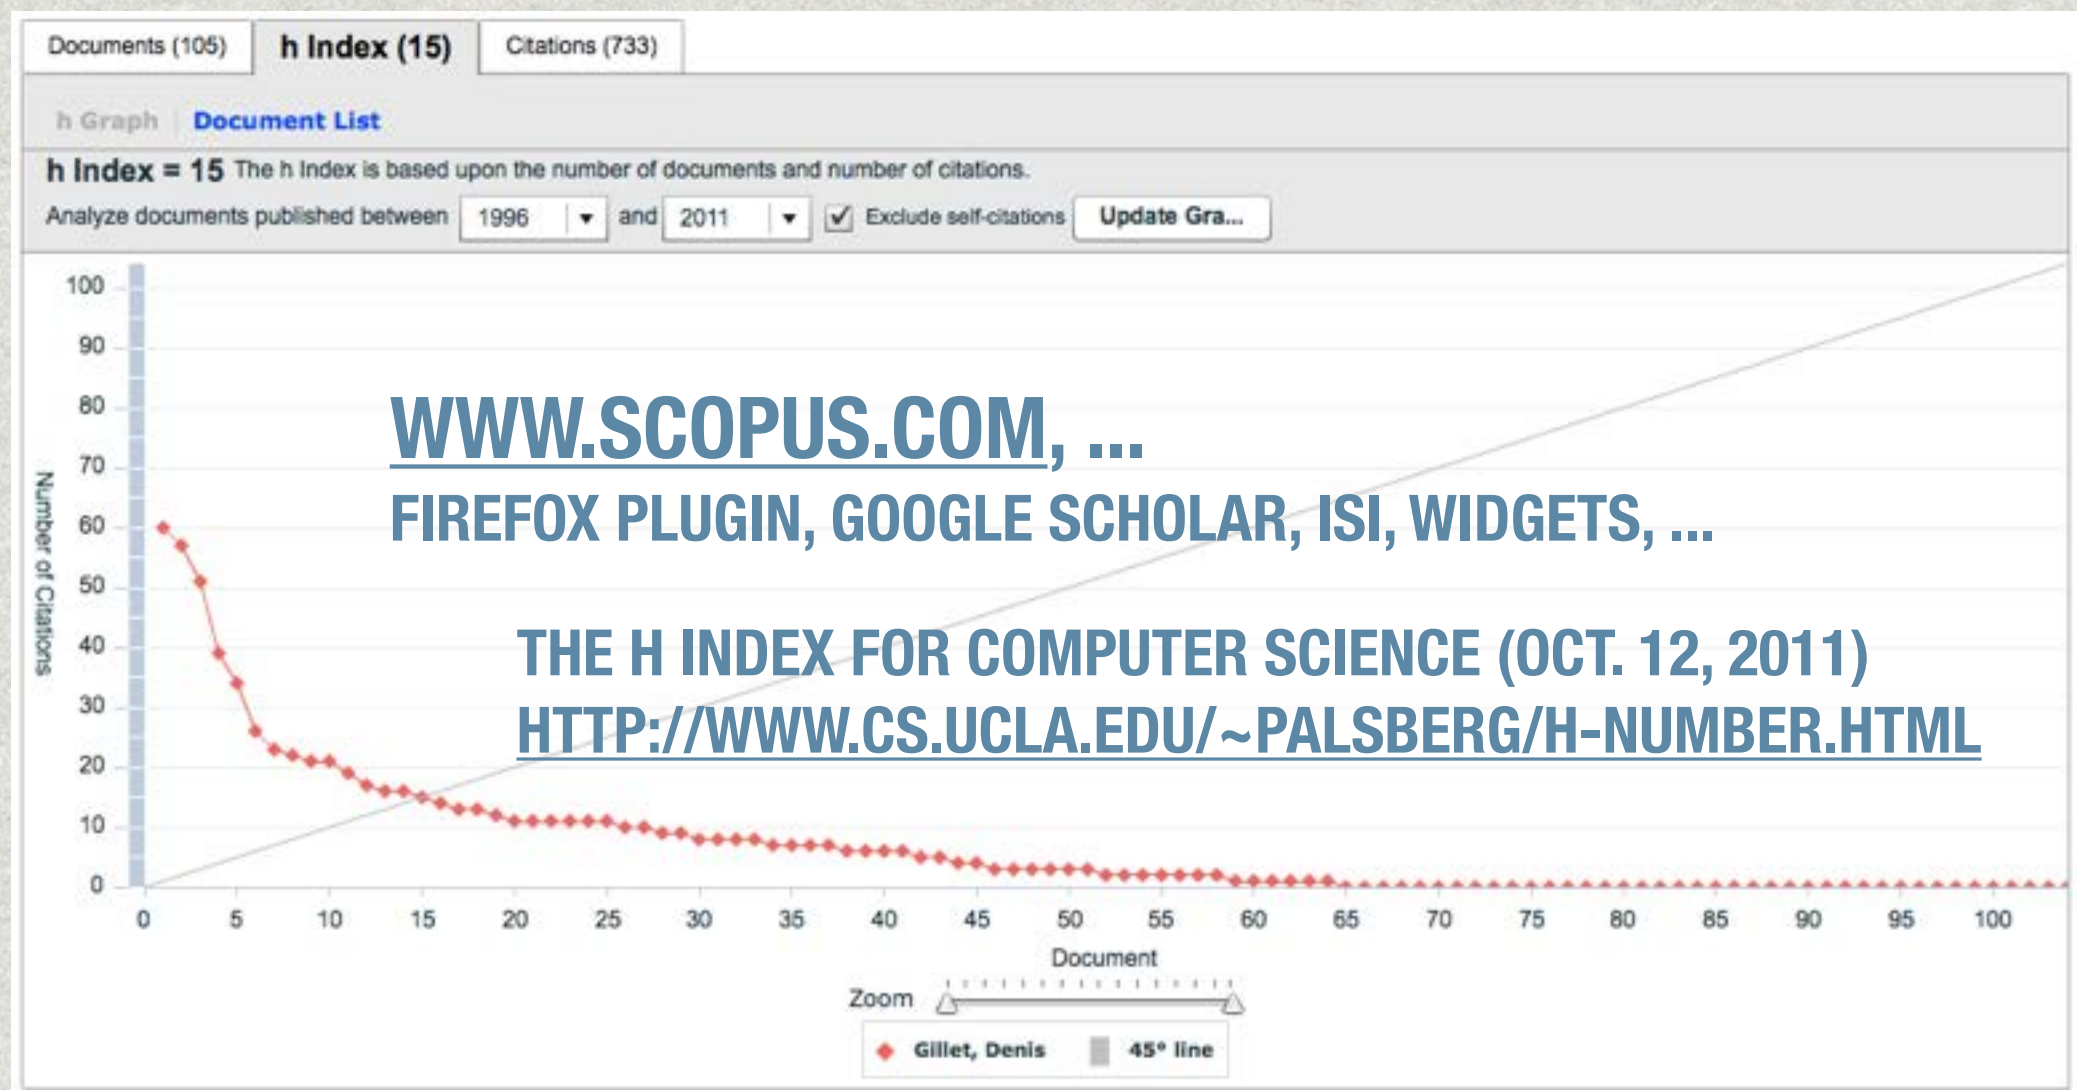 Documents (105) h Index (15) Citations (733)
h Graph Document List
h Index = 15 The h Index is based upon the number of documents and number of citations.
Analyze documents published between 1996 and 2011 Exclude self-citations Update Gra...
100
90
80
70
60
50
40
30
20
10
0
Number of Citations
WWW.SCOPUS.COM, ...
FIREFOX PLUGIN, GOOGLE SCHOLAR, ISI, WIDGETS, ...
THE H INDEX FOR COMPUTER SCIENCE (OCT. 12, 2011)
HTTP://WWW.CS.UCLA.EDU/~PALSBERG/H-NUMBER.HTML
0 5 10 15 20 25 30 35 40 45 50 55 60 65 70 75 80 85 90 95 100
Document
Zoom
Gillet, Denis 45° line